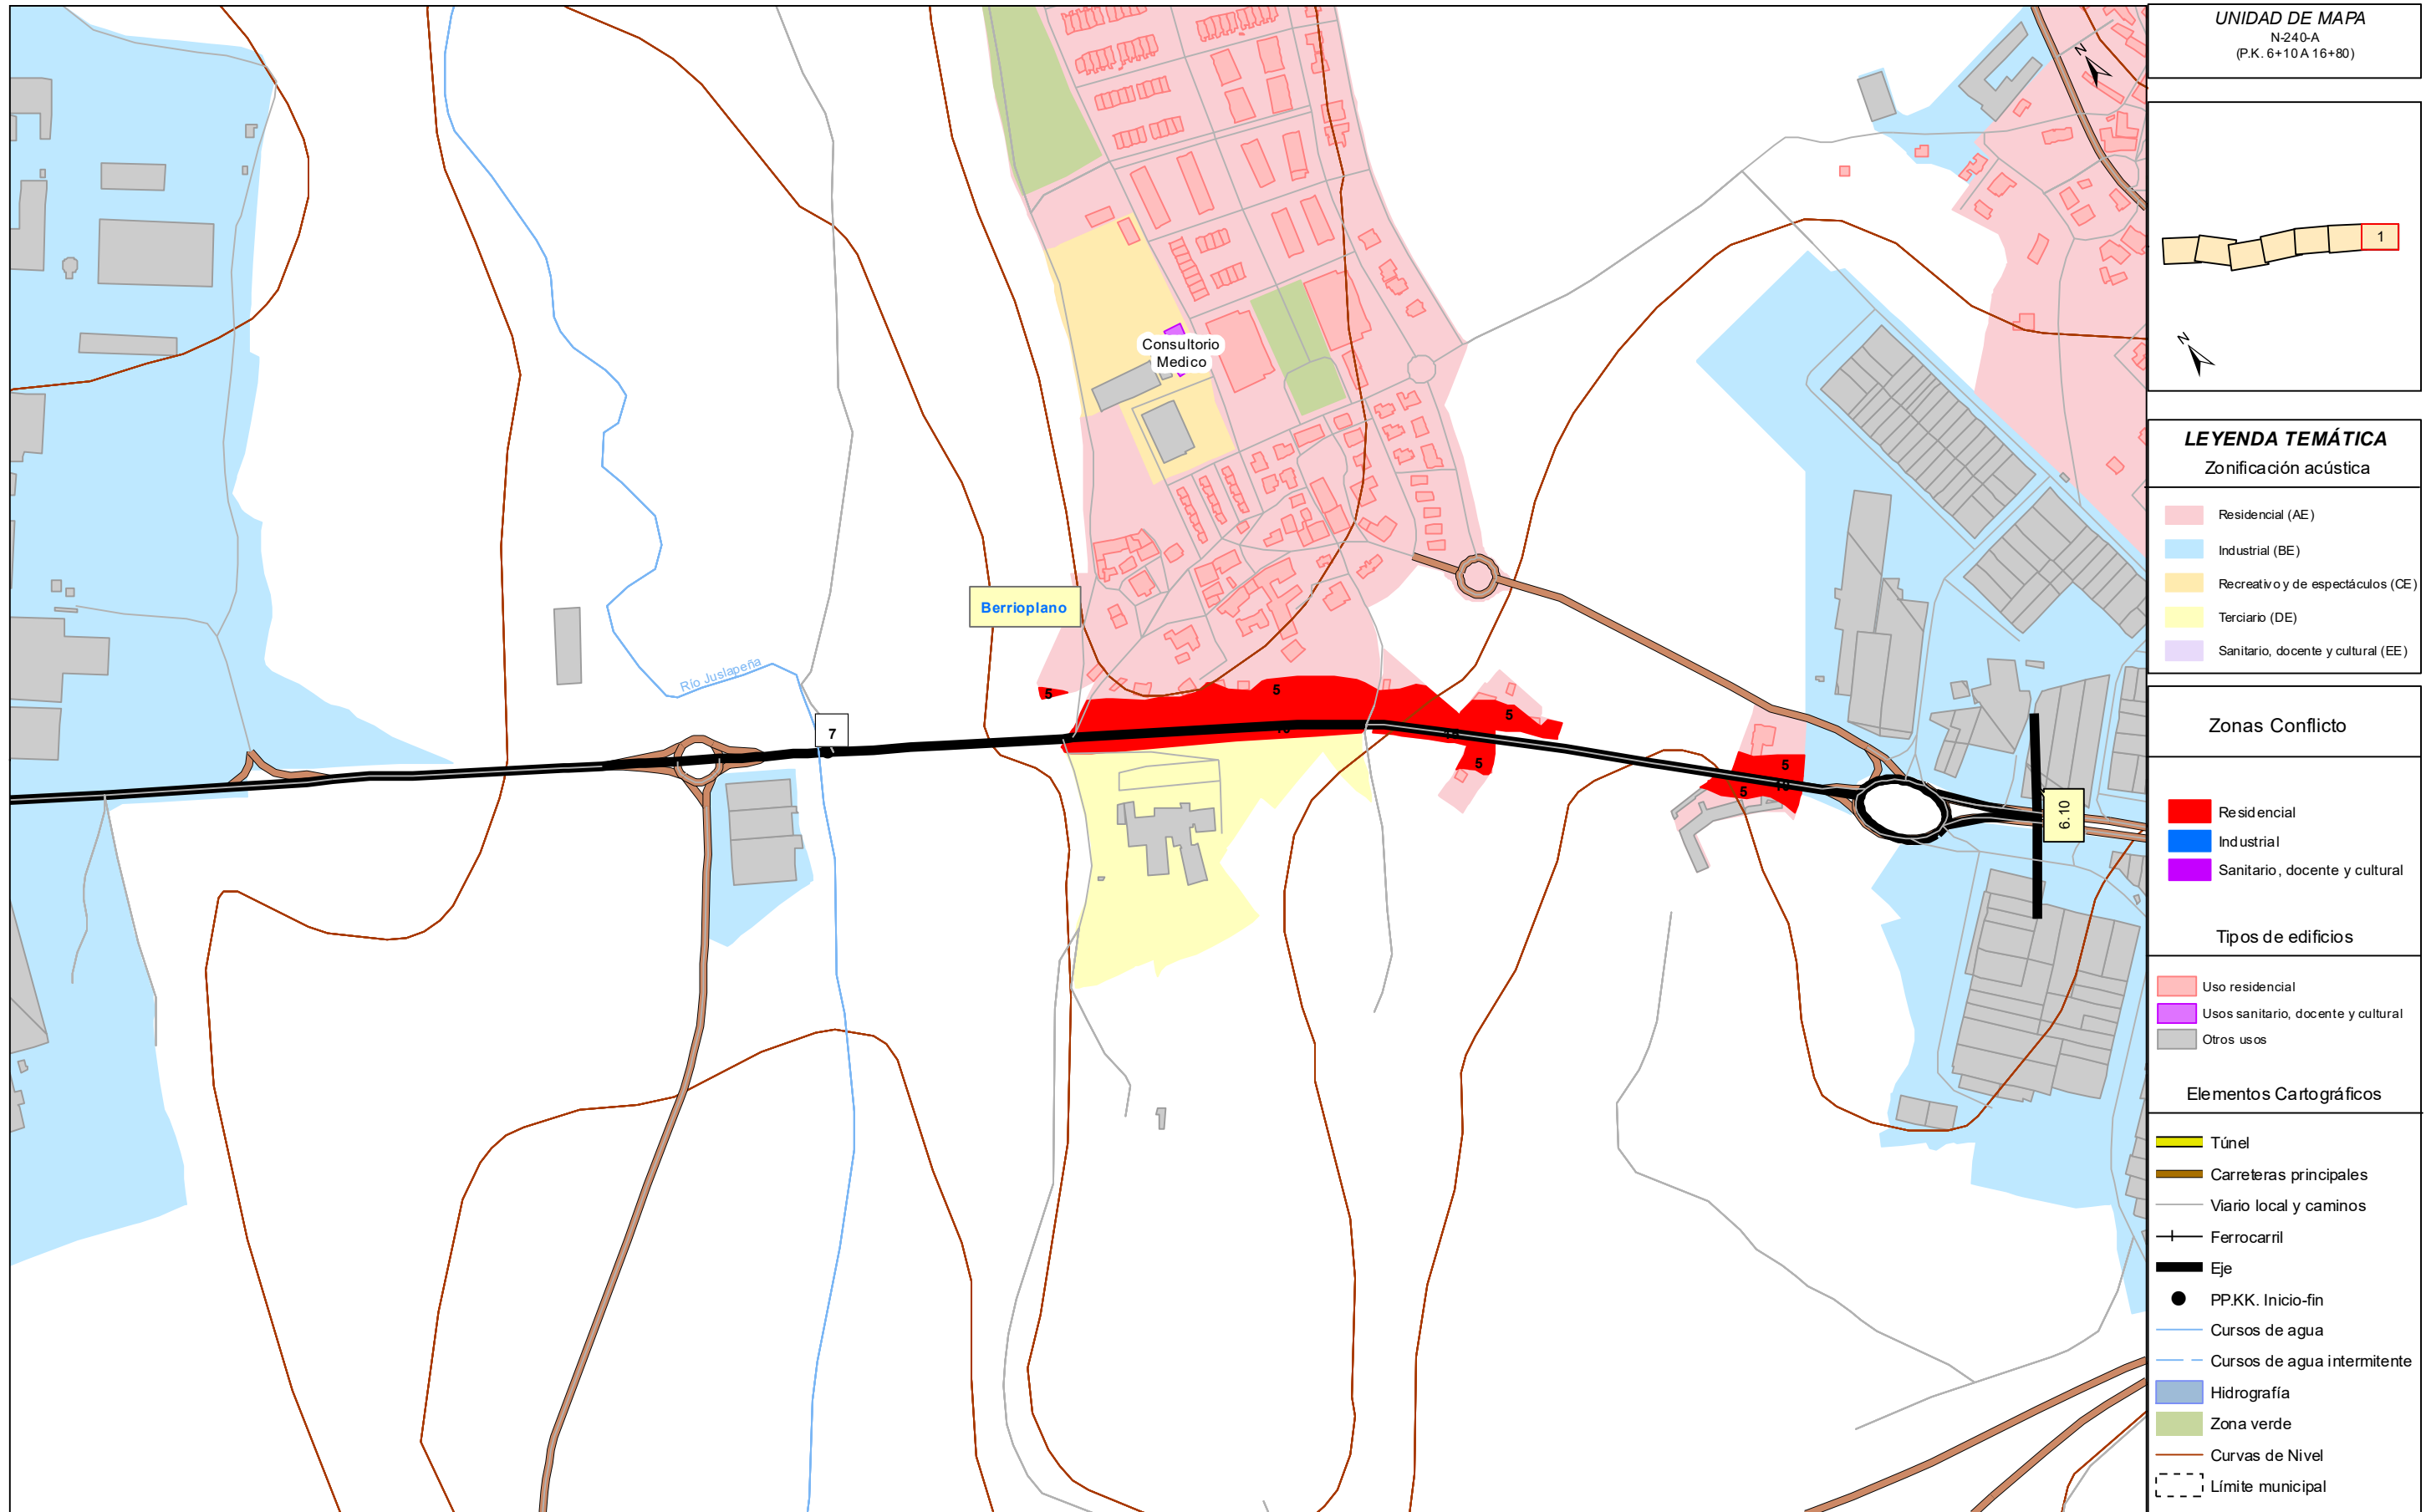 UNIDAD DE MAPA
N-240-A
(P.K. 6+10 A 16+80)
N
1
N
LEYENDA TEMÁTICA
Zonificación acústica
Residencial (AE)
Industrial (BE)
Recreativo y de espectáculos (CE)
Terciario (DE)
Sanitario, docente y cultural (EE)
Zonas Conflicto
Residencial
Industrial
Sanitario, docente y cultural
Tipos de edificios
Uso residencial
Usos sanitario, docente y cultural
Otros usos
Elementos Cartográficos
Túnel
Carreteras principales
Viario local y caminos
Ferrocarril
Eje
PP.KK. Inicio-fin
Cursos de agua
Cursos de agua intermitente
Hidrografía
Zona verde
Curvas de Nivel
Límite municipal
Consultorio
Medico
Berrioplano
Río Juslapeña
7
5
5
5
5
5
5
10
10
10
6.10